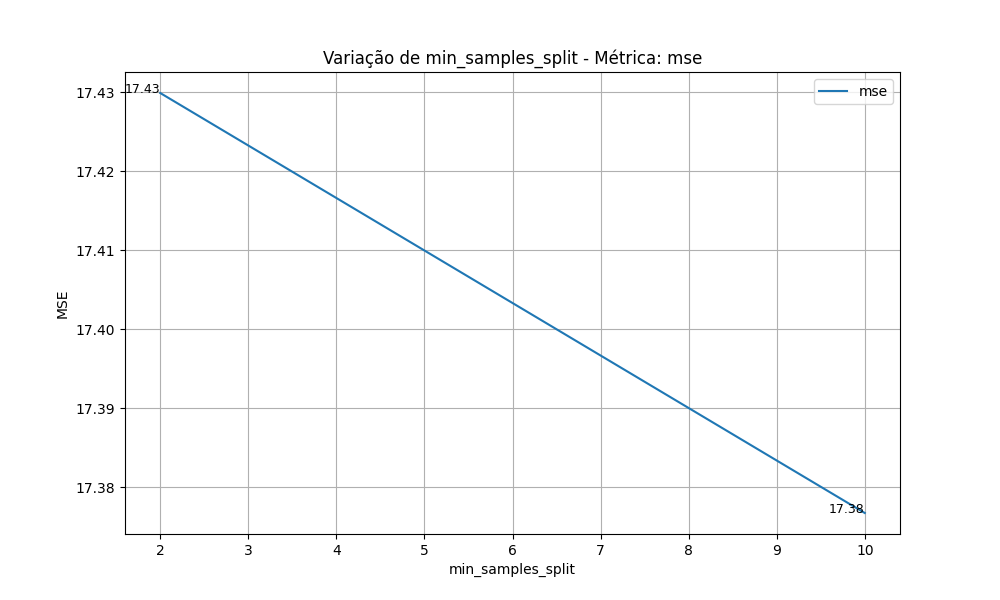 Variação de min_samples_split - Métrica: mse
mse
17.43
17.43
17.42
17.41
17.40
17.39
17.38
17.38
MSE
2 3 4 5 6 7 8 9 10
min_samples_split